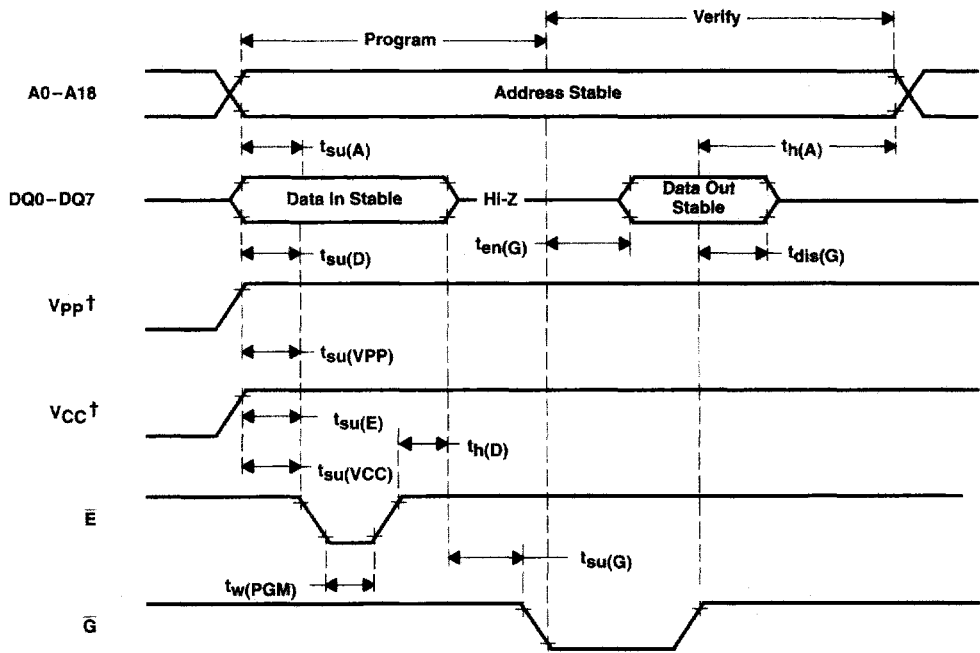 Verify
Program
A0–A18
Address Stable
tsu(A)
th(A)
DQ0–DQ7
Data In Stable
Hi-Z
Data Out
Stable
tsu(D)
ten(G)
tdis(G)
VPP†
tsu(VPP)
VCC†
tsu(E)
th(D)
tsu(VCC)
E̅
tsu(G)
tw(PGM)
G̅